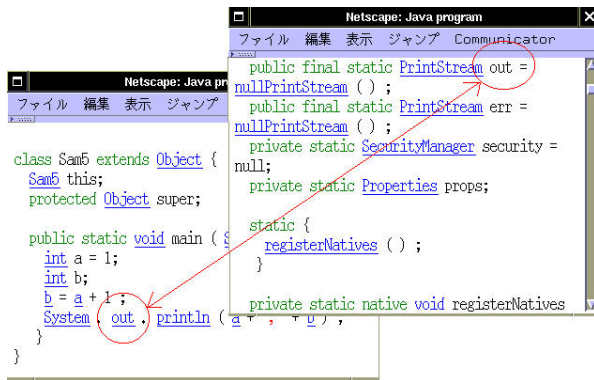 Netscape: Java program
ファイル 編集 表示 ジャンプ Communicator
public final static PrintStream out =
nullPrintStream ( ) ;
public final static PrintStream err =
nullPrintStream ( ) ;
private static SecurityManager security =
null;
private static Properties props;
static {
registerNatives ( ) ;
}
private static native void registerNatives
Netscape: Java pr
ファイル 編集 表示 ジャンプ
class Sam5 extends Object {
Sam5 this;
protected Object super;
public static void main ( S
int a = 1;
int b;
b = a + 1 ;
System . out . println ( a + ", " + b ) ;
}
}